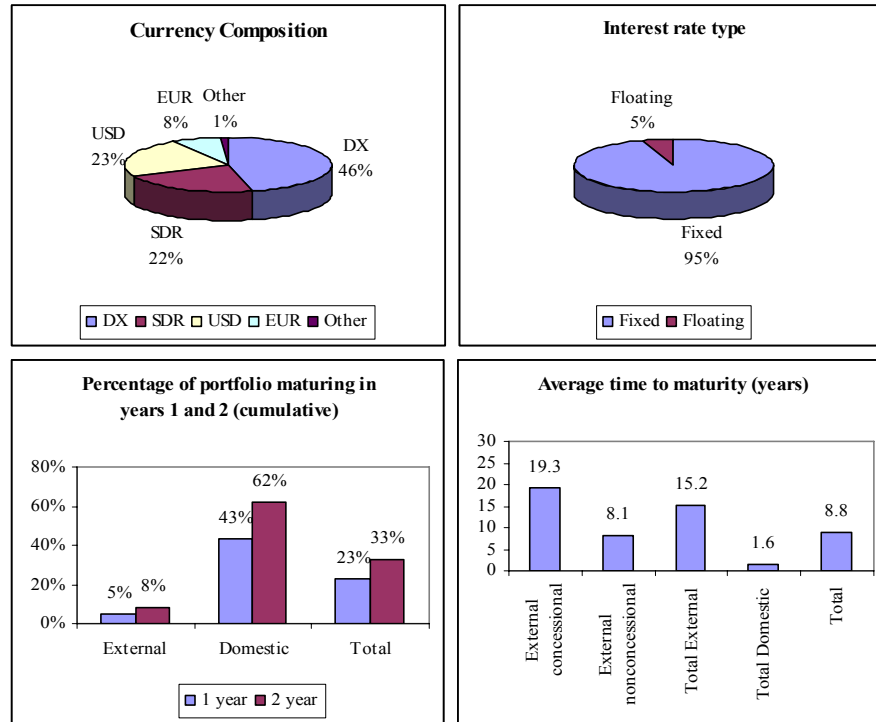 Currency Composition
EUR
8%
Other
1%
USD
23%
DX
46%
SDR
22%
DX SDR USD EUR Other
Interest rate type
Floating
5%
Fixed
95%
Fixed Floating
Percentage of portfolio maturing in
years 1 and 2 (cumulative)
80%
60%
40%
20%
0%
5%
8%
43%
62%
23%
33%
External Domestic Total
1 year 2 year
Average time to maturity (years)
30
25
20
15
10
5
0
19.3
8.1
15.2
1.6
8.8
External
concessional
External
nonconcessional
Total External
Total Domestic
Total